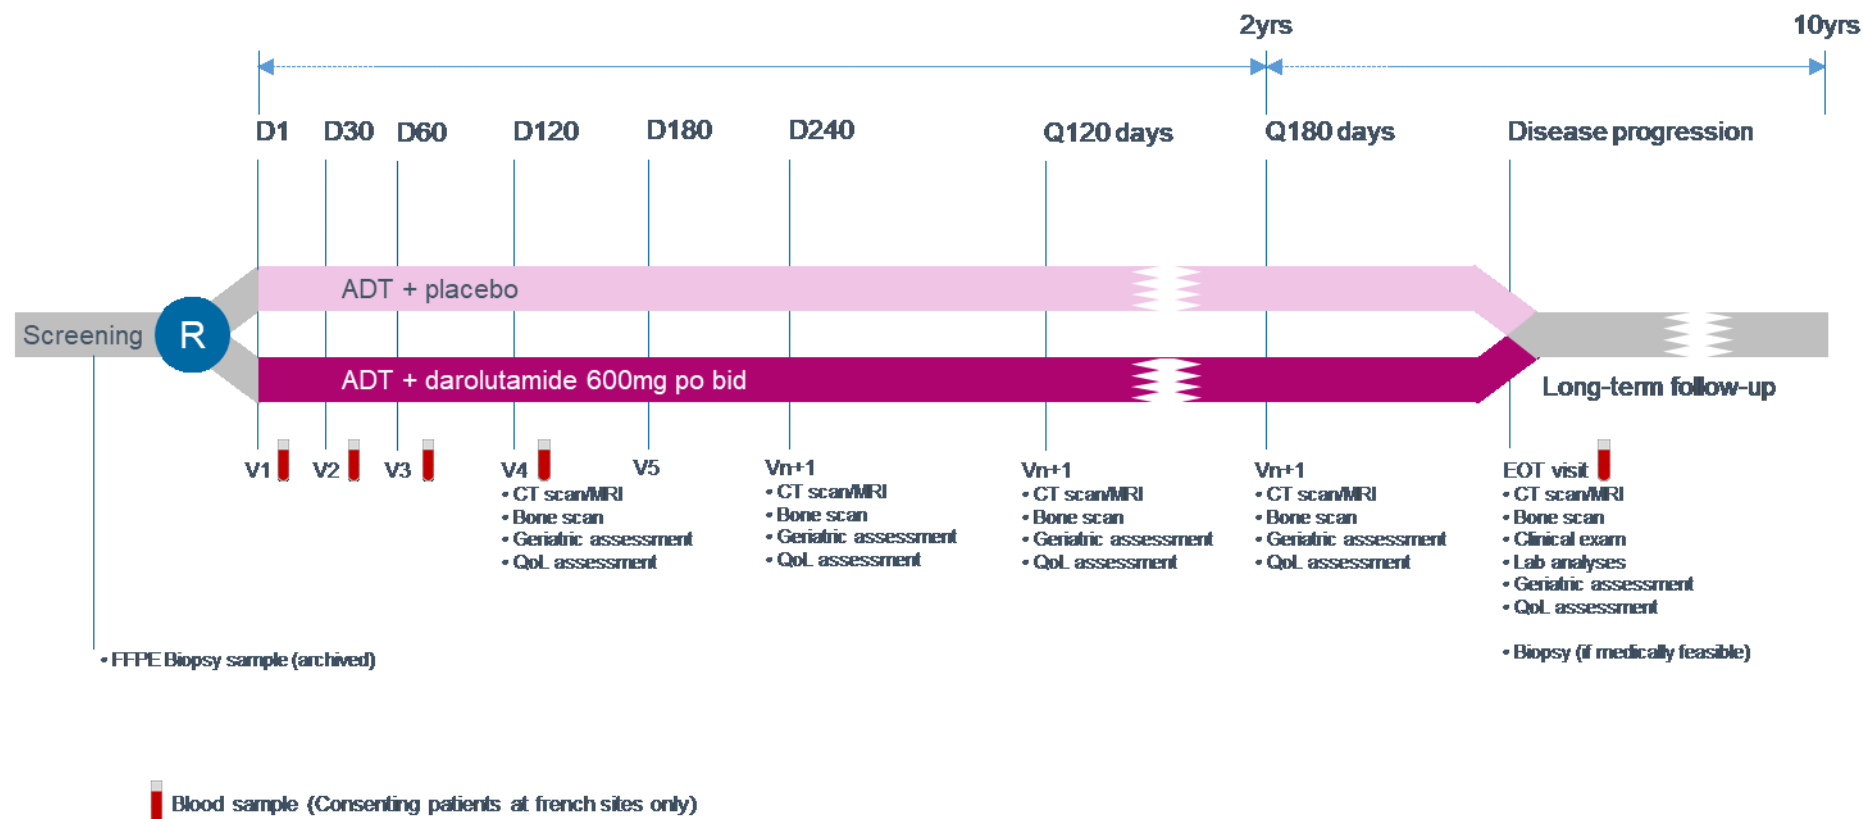 2yrs
10yrs
D1
D30
D60
D120
D180
D240
Q120 days
Q180 days
Disease progression
ADT + placebo
Screening
R
ADT + darolutamide 600mg po bid
Long-term follow-up
V1
V2
V3
V4
• CT scan/MRI
• Bone scan
• Geriatric assessment
• QoL assessment
V5
Vn+1
• CT scan/MRI
• Bone scan
• Geriatric assessment
• QoL assessment
Vn+1
• CT scan/MRI
• Bone scan
• Geriatric assessment
• QoL assessment
Vn+1
• CT scan/MRI
• Bone scan
• Geriatric assessment
• QoL assessment
EOT visit
• CT scan/MRI
• Bone scan
• Clinical exam
• Lab analyses
• Geriatric assessment
• QoL assessment
• Biopsy (if medically feasible)
• FFPE Biopsy sample (archived)
Blood sample (Consenting patients at french sites only)